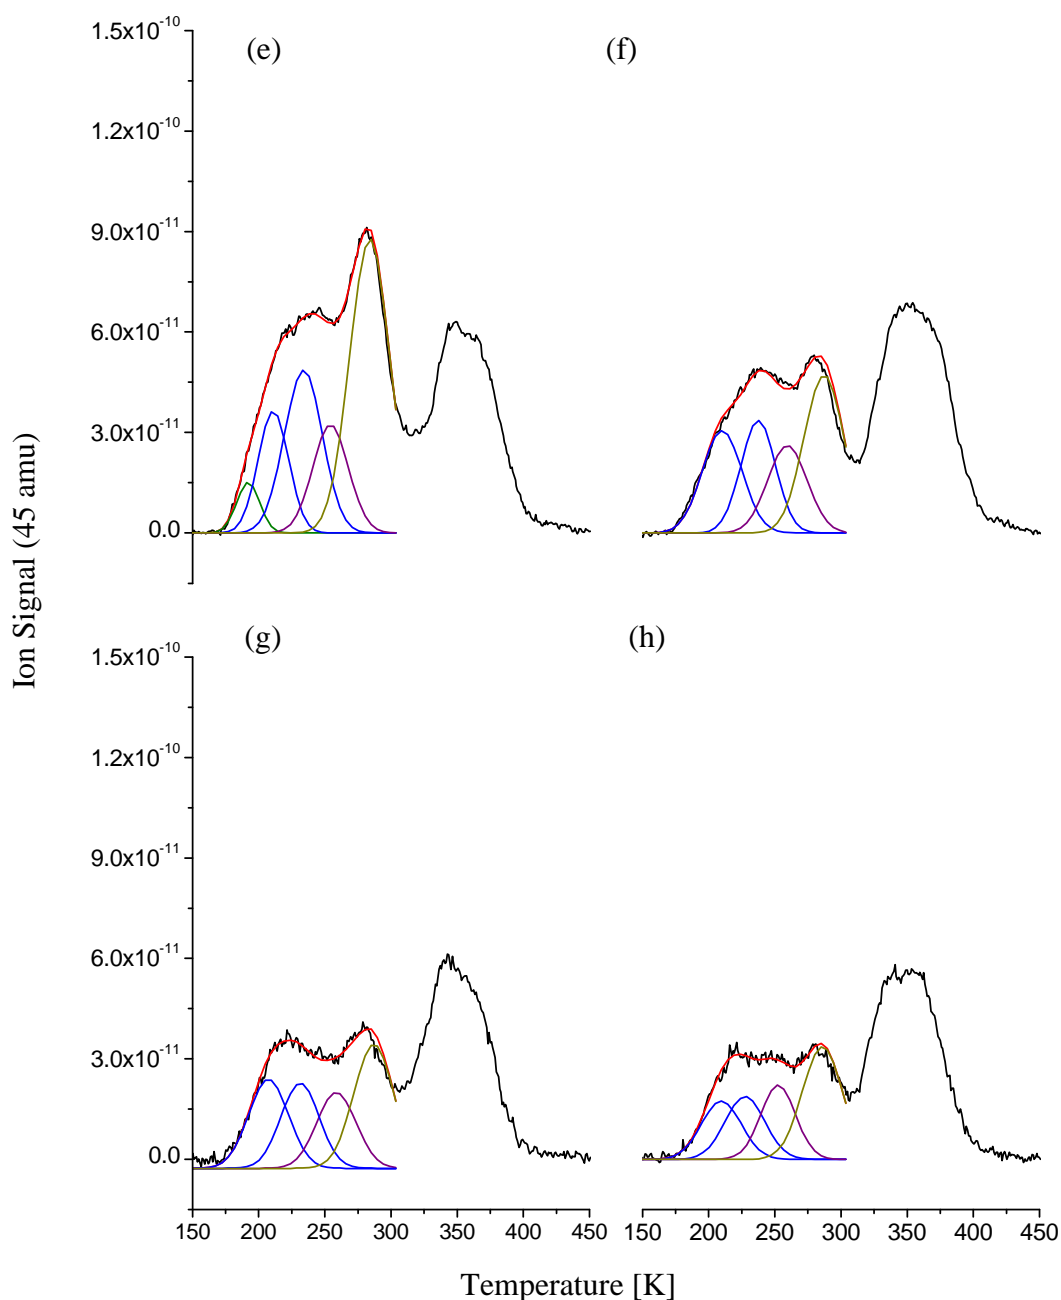 (e)
(f)
1.5x10⁻¹⁰
1.2x10⁻¹⁰
9.0x10⁻¹¹
6.0x10⁻¹¹
3.0x10⁻¹¹
0.0
Ion Signal (45 amu)
(g)
(h)
1.5x10⁻¹⁰
1.2x10⁻¹⁰
9.0x10⁻¹¹
6.0x10⁻¹¹
3.0x10⁻¹¹
0.0
150 200 250 300 350 400 450 150 200 250 300 350 400 450
Temperature [K]